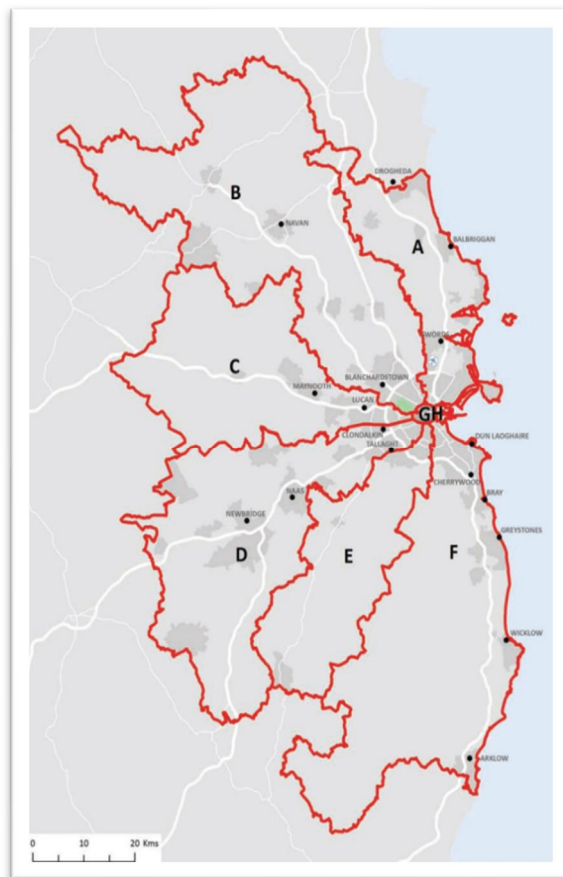 DROGHEDA
B
NAVAN
A
BALBRIGGAN
SWORDS
C
BLANCHARDSTOWN
MAYNOOTH
LUCAN
GH
CLONDALKIN
DUN LAOGHAIRE
TALLAGHT
CHERRYWOOD
NAAS
BRAY
NEWBRIDGE
GREYSTONES
D
E
F
WICKLOW
ARKLOW
0 10 20 Kms